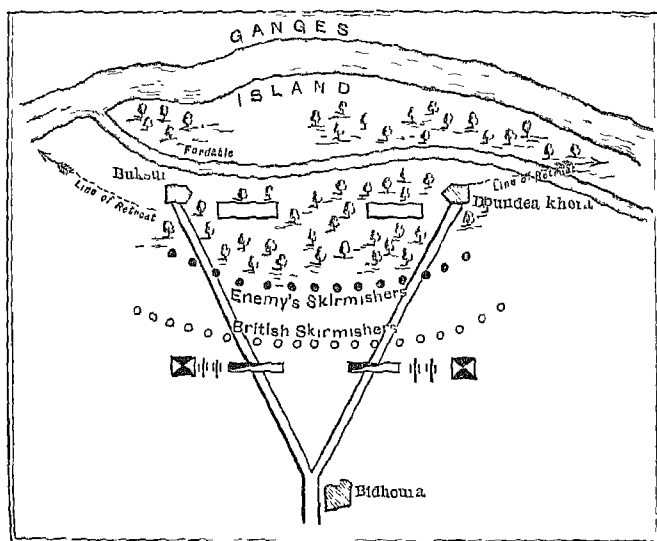 GANGES
ISLAND
Fordable
Buksur
Line of Retreat
Line of Retreat
Doundea khera
Enemy's Skirmishers
British Skirmishers
Bidhoura